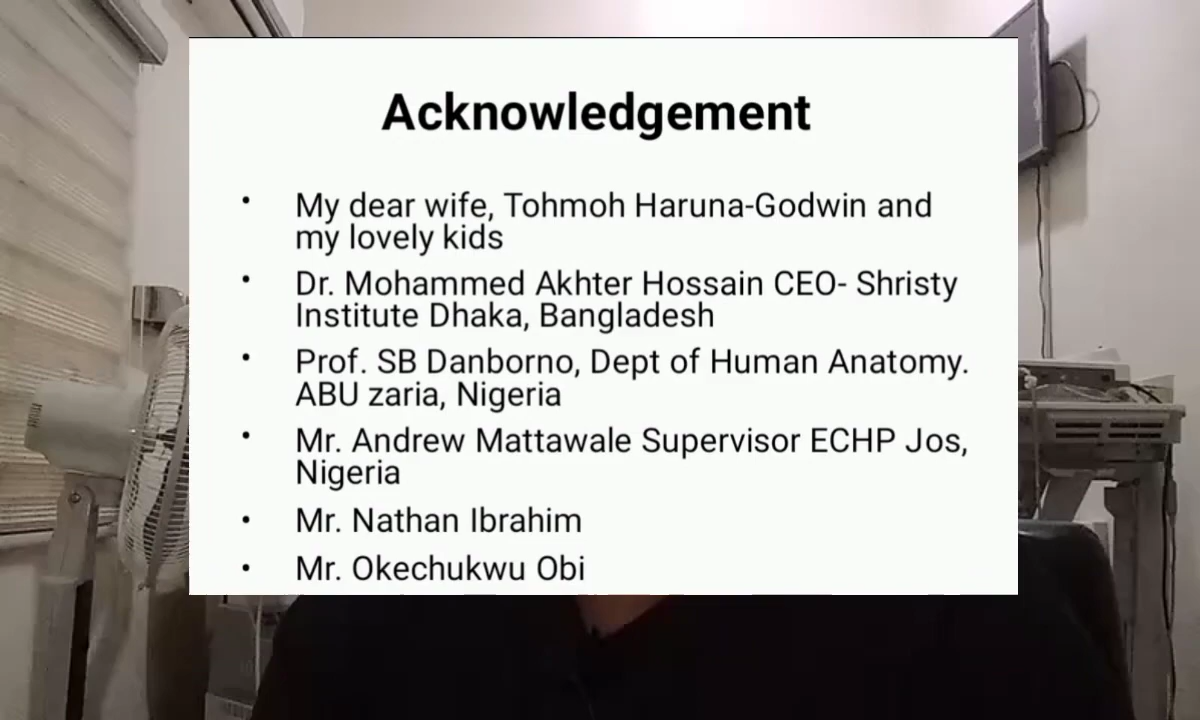 Acknowledgement
• My dear wife, Tohmoh Haruna-Godwin and
my lovely kids
• Dr. Mohammed Akhter Hossain CEO- Shristy
Institute Dhaka, Bangladesh
• Prof. SB Danborno, Dept of Human Anatomy.
ABU zaria, Nigeria
• Mr. Andrew Mattawale Supervisor ECHP Jos,
Nigeria
• Mr. Nathan Ibrahim
• Mr. Okechukwu Obi